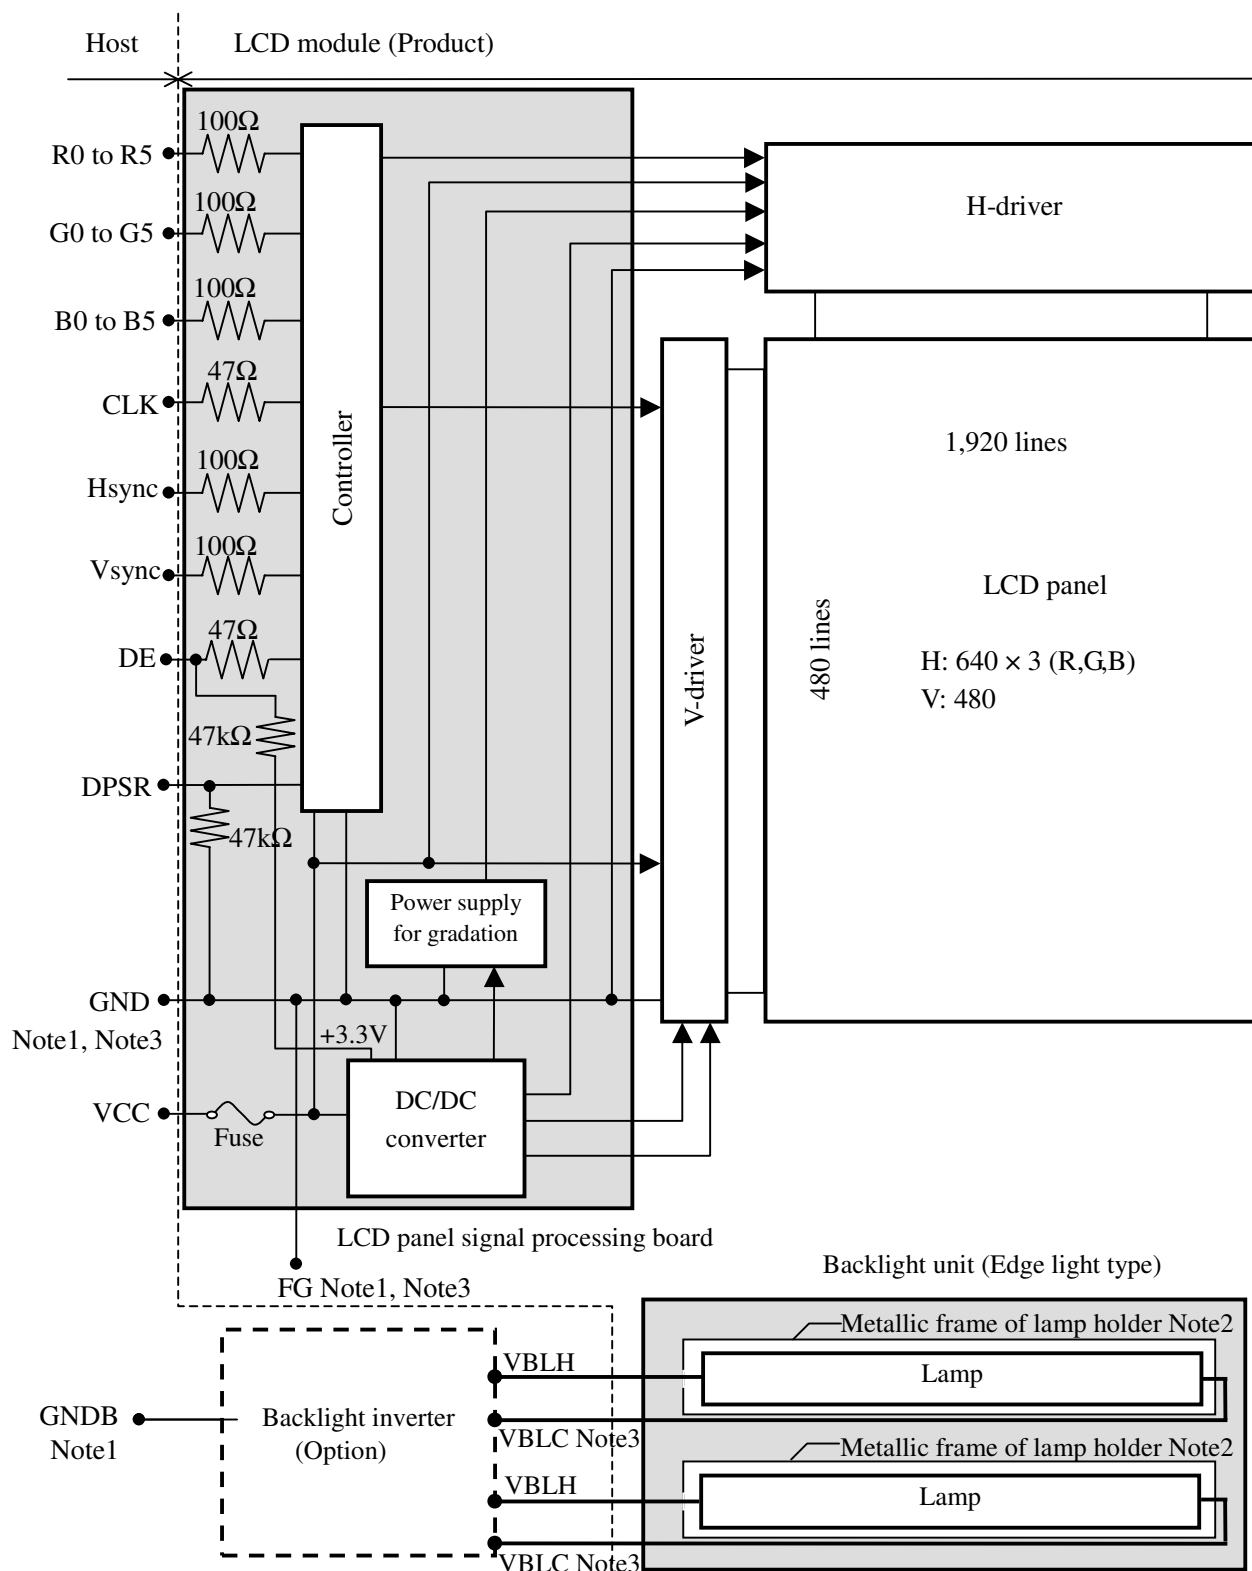 Host
LCD module (Product)
100Ω
R0 to R5
100Ω
G0 to G5
100Ω
B0 to B5
47Ω
CLK
100Ω
Hsync
100Ω
Vsync
47Ω
DE
47kΩ
DPSR
47kΩ
Controller
H-driver
V-driver
1,920 lines
480 lines
LCD panel
H: 640 × 3 (R,G,B)
V: 480
Power supply
for gradation
GND
Note1, Note3
+3.3V
VCC
Fuse
DC/DC
converter
LCD panel signal processing board
FG Note1, Note3
Backlight unit (Edge light type)
Metallic frame of lamp holder Note2
VBLH
Lamp
GNDB
Note1
Backlight inverter
(Option)
VBLC Note3
Metallic frame of lamp holder Note2
VBLH
Lamp
VBLC Note3